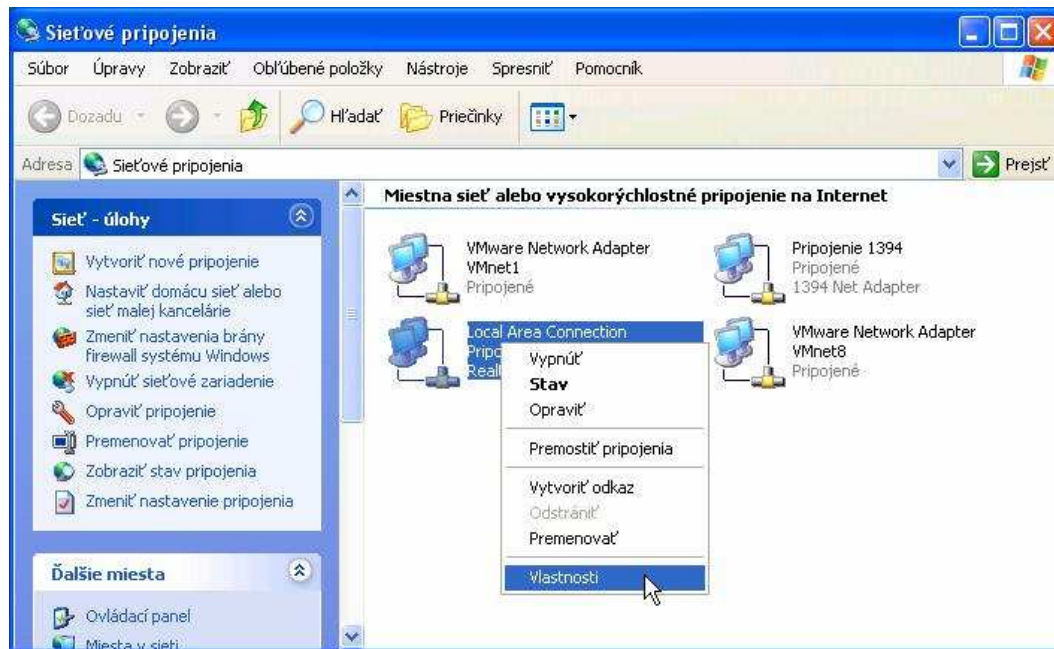 Sieťové pripojenia
Súbor Úpravy Zobraziť Obľúbené položky Nástroje Spresniť Pomocník
Dozadu Hľadať Priečinky
Adresa Sieťové pripojenia Prejsť
Sieť - úlohy
Vytvoriť nové pripojenie
Nastaviť domácu sieť alebo
sieť malej kancelárie
Zmeniť nastavenia brány
firewall systému Windows
Vypnúť sieťové zariadenie
Opraviť pripojenie
Premenovať pripojenie
Zobraziť stav pripojenia
Zmeniť nastavenie pripojenia
Ďalšie miesta
Ovládací panel
Miesta v sieti
Miestna sieť alebo vysokorýchlostné pripojenie na Internet
VMware Network Adapter
VMnet1
Pripojené
Pripojenie 1394
Pripojené
1394 Net Adapter
Local Area Connection
VMware Network Adapter
VMnet8
Pripojené
Vypnúť
Stav
Opraviť
Premostiť pripojenia
Vytvoriť odkaz
Odstrániť
Premenovať
Vlastnosti